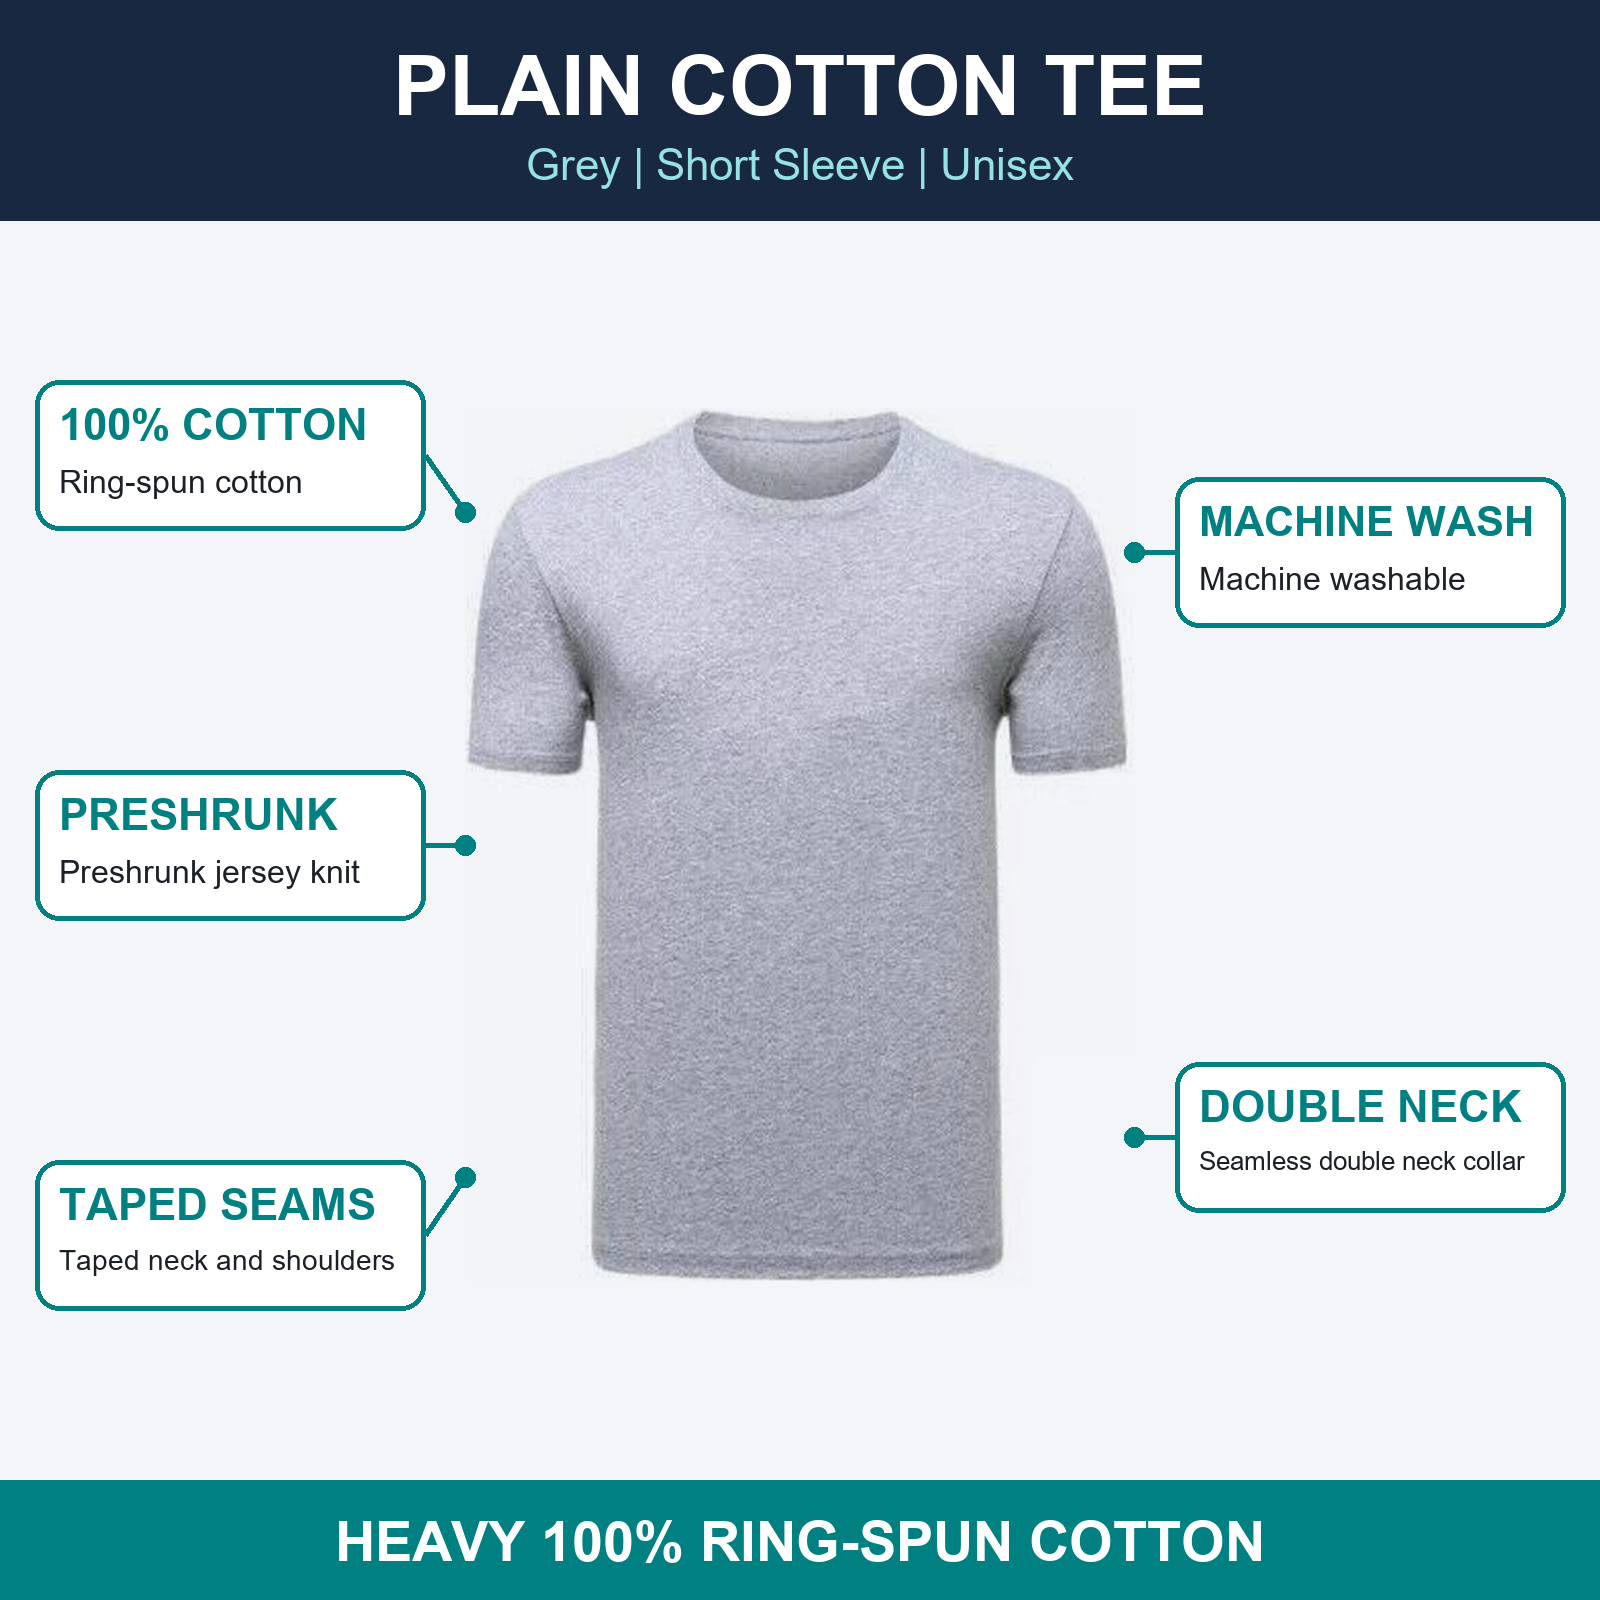 PLAIN COTTON TEE
Grey | Short Sleeve | Unisex
100% COTTON
Ring-spun cotton
MACHINE WASH
Machine washable
PRESHRUNK
Preshrunk jersey knit
DOUBLE NECK
Seamless double neck collar
TAPED SEAMS
Taped neck and shoulders
HEAVY 100% RING-SPUN COTTON